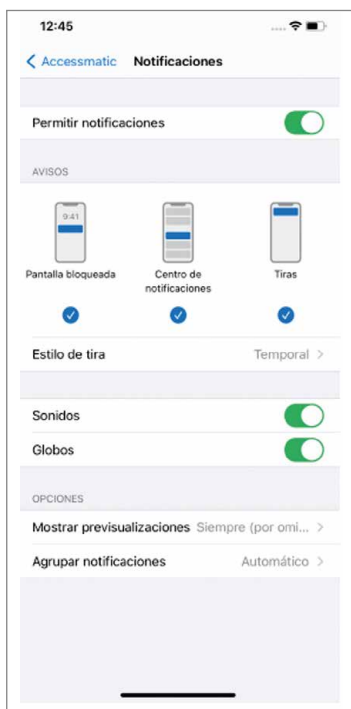 12:45
Accessmatic Notificaciones
Permitir notificaciones
AVISOS
9:41
Pantalla bloqueada Centro de notificaciones Tiras
Estilo de tira Temporal
Sonidos
Globos
OPCIONES
Mostrar previsualizaciones Siempre (por omi...
Agrupar notificaciones Automático